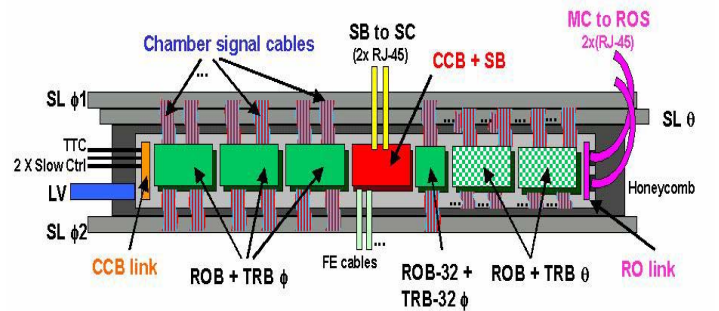 MC to ROS
2x(RJ-45)
SB to SC
(2x RJ-45)
Chamber signal cables
...
CCB + SB
SL ϕ1
SL θ
TTC
2 X Slow Ctrl
LV
Honeycomb
SL ϕ2
...
FE cables
CCB link
ROB + TRB ϕ
ROB-32 +
TRB-32 ϕ
ROB + TRB θ
RO link